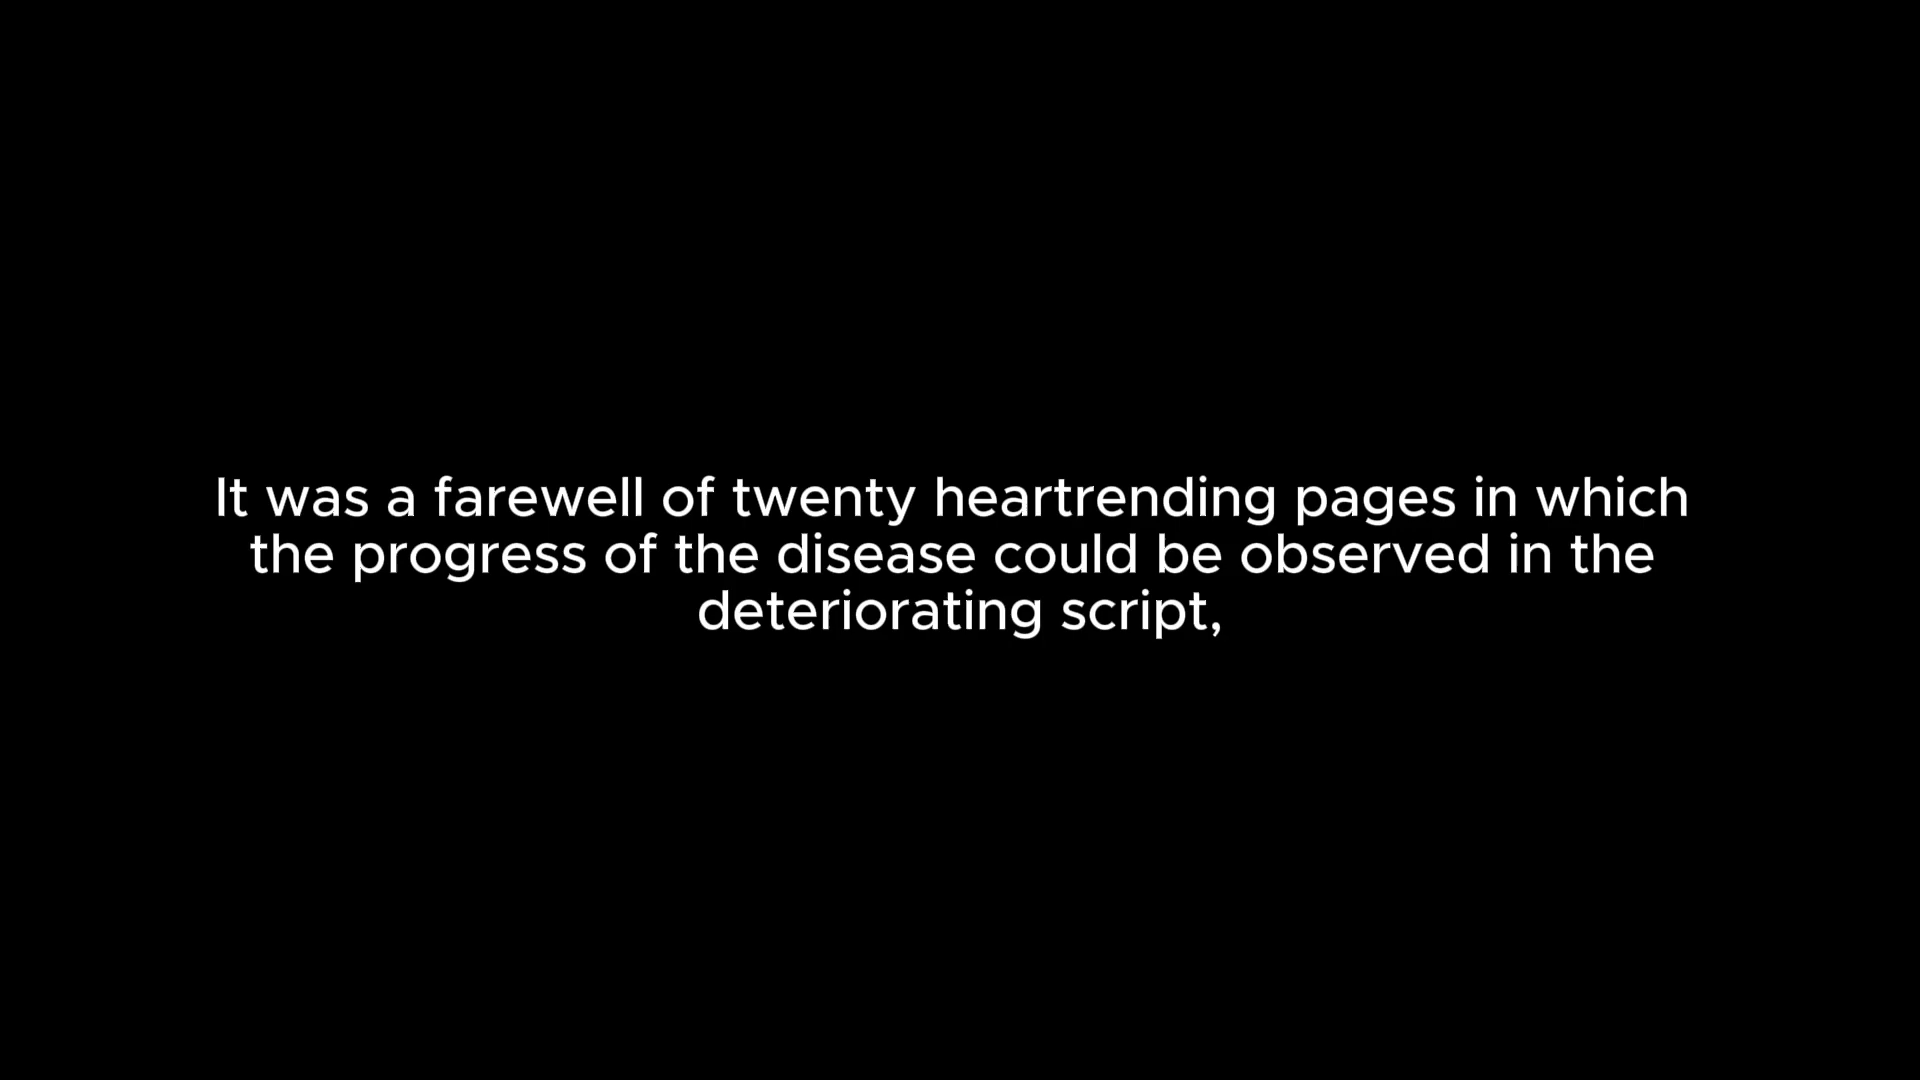 It was a farewell of twenty heartrending pages in which
the progress of the disease could be observed in the
deteriorating script,